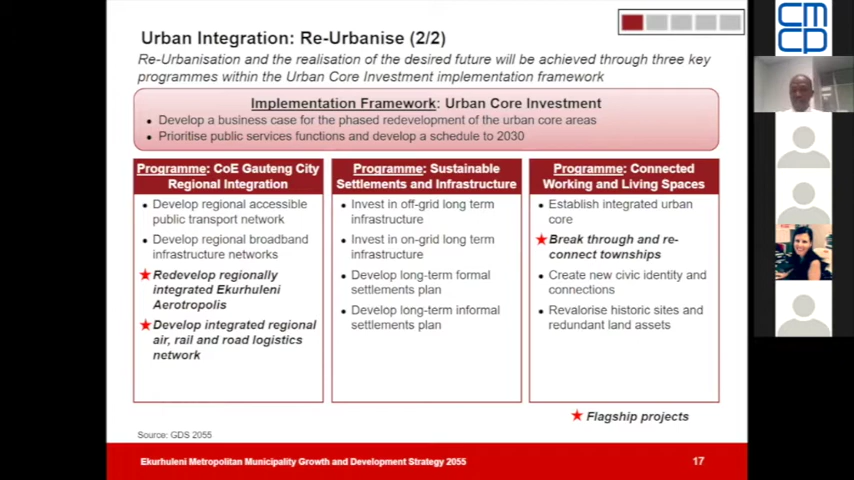 Urban Integration: Re-Urbanise (2/2)
Re-Urbanisation and the realisation of the desired future will be achieved through three key
programmes within the Urban Core Investment implementation framework
Implementation Framework: Urban Core Investment
• Develop a business case for the phased redevelopment of the urban core areas
• Prioritise public services functions and develop a schedule to 2030
Programme: CoE Gauteng City
Regional Integration
• Develop regional accessible
public transport network
• Develop regional broadband
infrastructure networks
★ Redevelop regionally
integrated Ekurhuleni
Aerotropolis
★ Develop integrated regional
air, rail and road logistics
network
Programme: Sustainable
Settlements and Infrastructure
• Invest in off-grid long term
infrastructure
• Invest in on-grid long term
infrastructure
• Develop long-term formal
settlements plan
• Develop long-term informal
settlements plan
Programme: Connected
Working and Living Spaces
• Establish integrated urban
core
★ Break through and re-
connect townships
• Create new civic identity and
connections
• Revalorise historic sites and
redundant land assets
★ Flagship projects
Source: GDS 2055
Ekurhuleni Metropolitan Municipality Growth and Development Strategy 2055
17
cm
cp